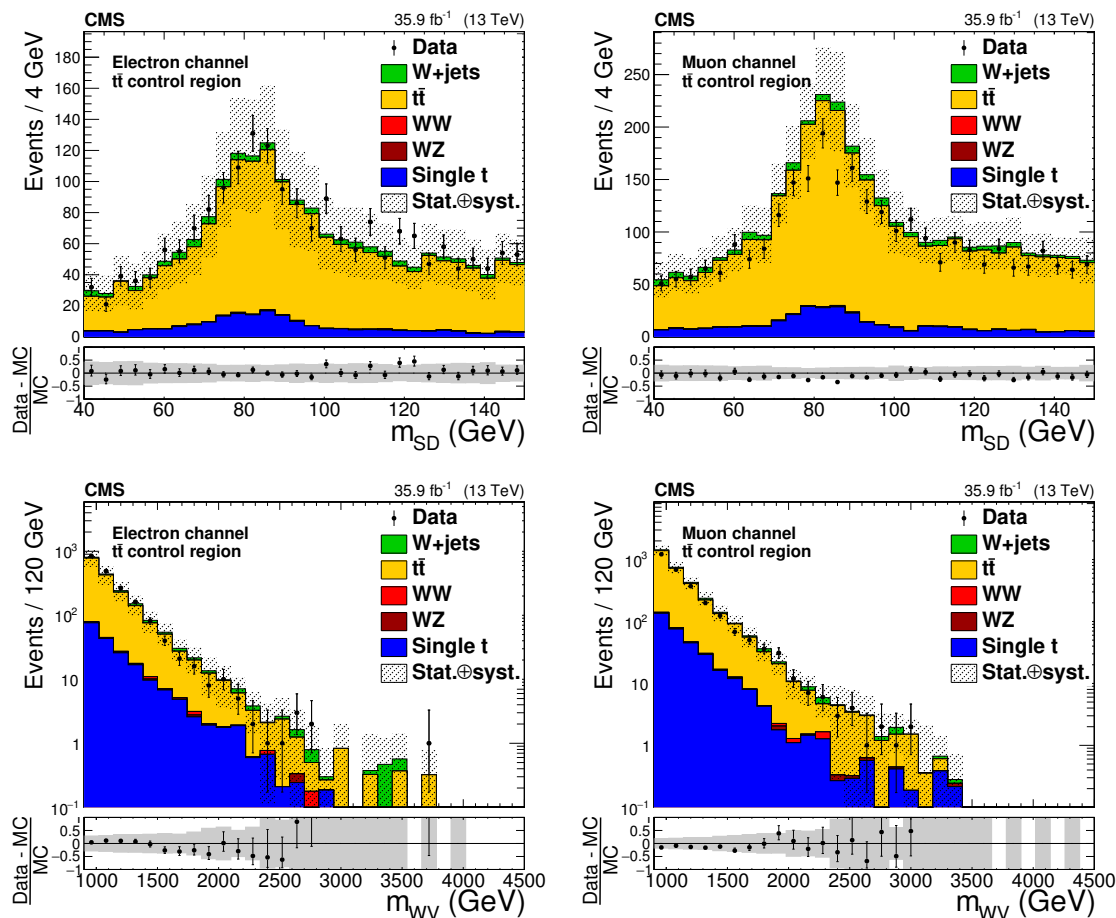 CMS 35.9 fb⁻¹ (13 TeV)
Electron channel
tt̄ control region
Data
W+jets
tt̄
WW
WZ
Single t
Stat.⊕syst.
Events / 4 GeV
180
160
140
120
100
80
60
40
20
0
Data - MC
MC
0.5
0
−0.5
−1
40 60 80 100 120 140
m_SD (GeV)
CMS 35.9 fb⁻¹ (13 TeV)
Muon channel
tt̄ control region
Data
W+jets
tt̄
WW
WZ
Single t
Stat.⊕syst.
Events / 4 GeV
250
200
150
100
50
0
Data - MC
MC
1
0.5
0
−0.5
−1
40 60 80 100 120 140
m_SD (GeV)
CMS 35.9 fb⁻¹ (13 TeV)
Electron channel
tt̄ control region
Data
W+jets
tt̄
WW
WZ
Single t
Stat.⊕syst.
Events / 120 GeV
10³
10²
10
1
10⁻¹
Data - MC
MC
1
0.5
0
−0.5
−1
1000 1500 2000 2500 3000 3500 4000 4500
m_WV (GeV)
CMS 35.9 fb⁻¹ (13 TeV)
Muon channel
tt̄ control region
Data
W+jets
tt̄
WW
WZ
Single t
Stat.⊕syst.
Events / 120 GeV
10³
10²
10
1
10⁻¹
Data - MC
MC
1
0.5
0
−0.5
−1
1000 1500 2000 2500 3000 3500 4000 4500
m_WV (GeV)